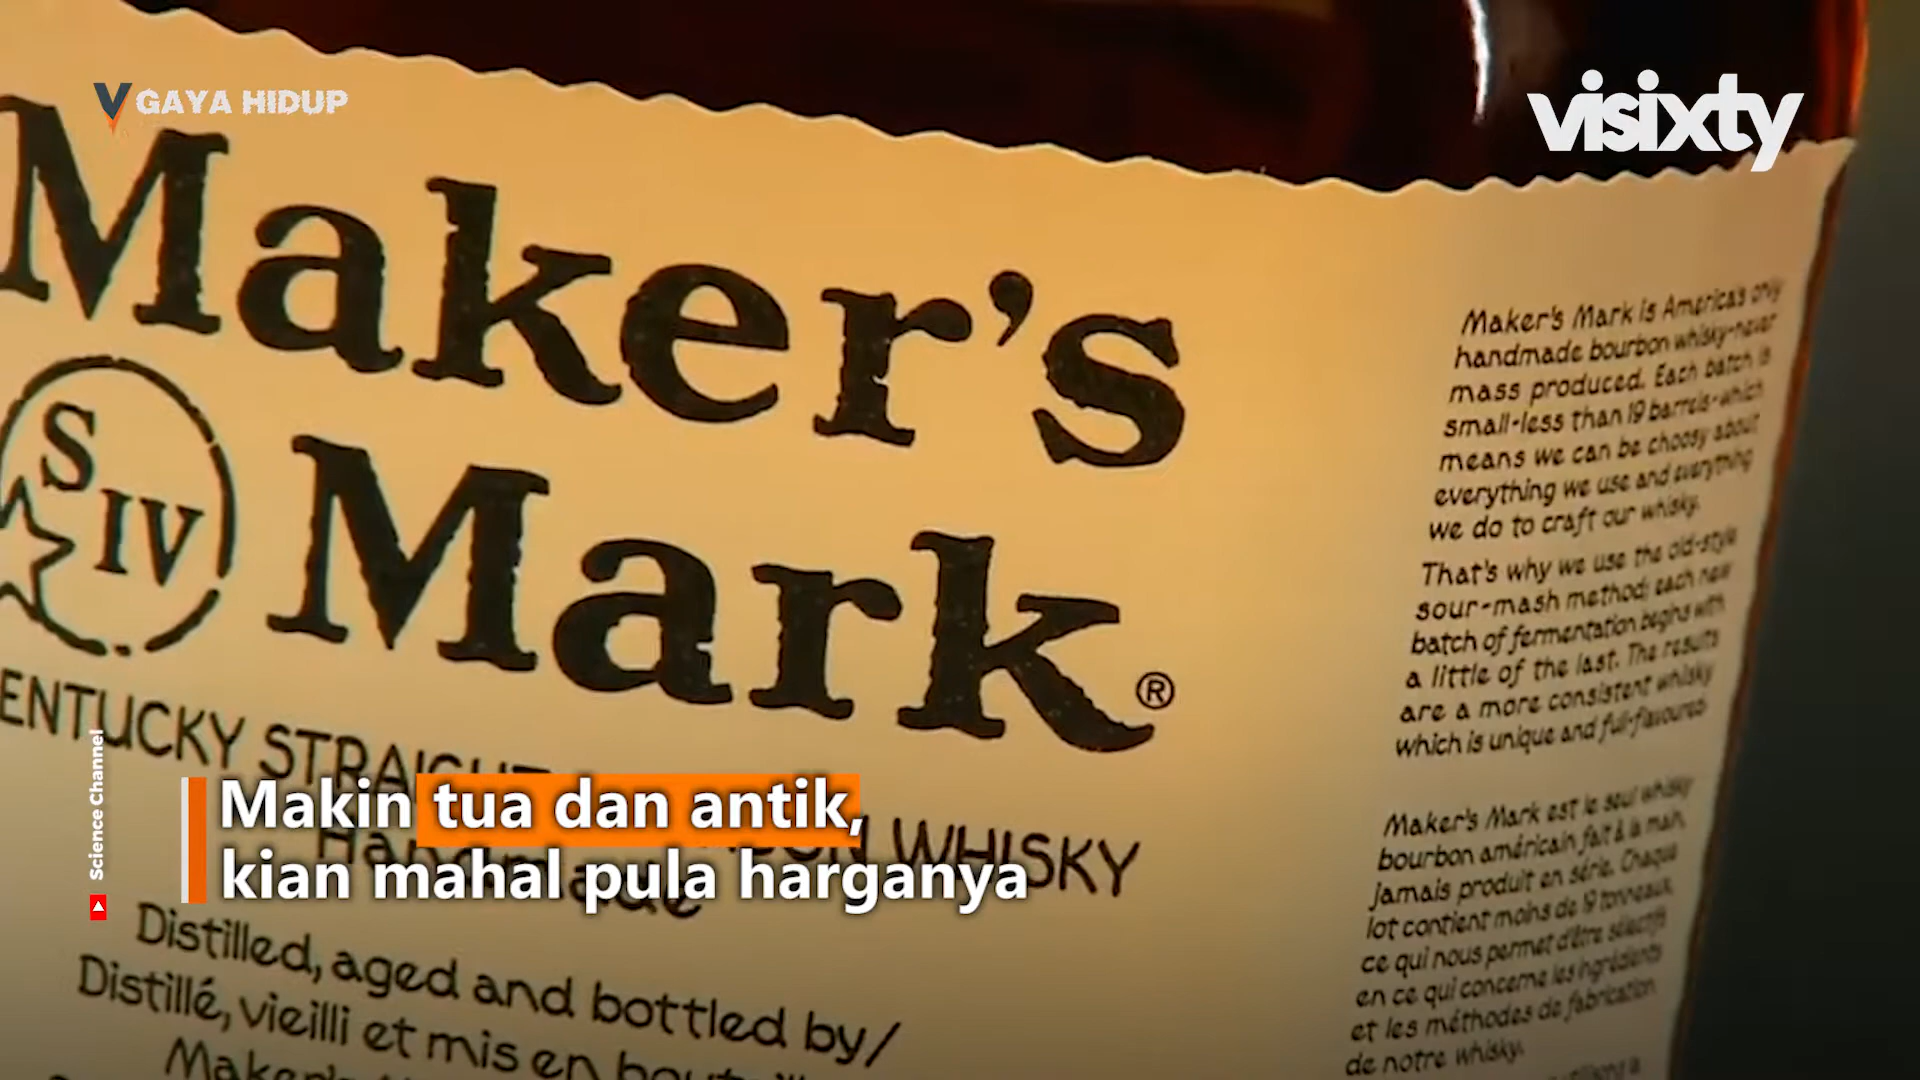 GAYA HIDUP
visixty
Maker's
Mark®
S IV
ENTUCKY STRAIGHT
WHISKY
Handmade
Distilled, aged and bottled by/
Distillé, vieilli et mis en
Maker's Mark is America's only
handmade bourbon whisky-never
mass produced. Each batch is
small-less than 19 barrels-which
means we can be choosy about
everything we use and everything
we do to craft our whisky.
That's why we use the old-style
sour-mash method; each new
batch of fermentation begins with
a little of the last. The results
are a more consistent whisky
which is unique and full-flavoured.
Maker's Mark est le seul whisky
bourbon américain fait à la main,
jamais produit en série. Chaque
lot contient moins de 19 tonneaux,
ce qui nous permet d'être sélectifs
en ce qui concerne les ingrédients
et les méthodes de fabrication
de notre whisky.
Science Channel
Makin tua dan antik,
kian mahal pula harganya